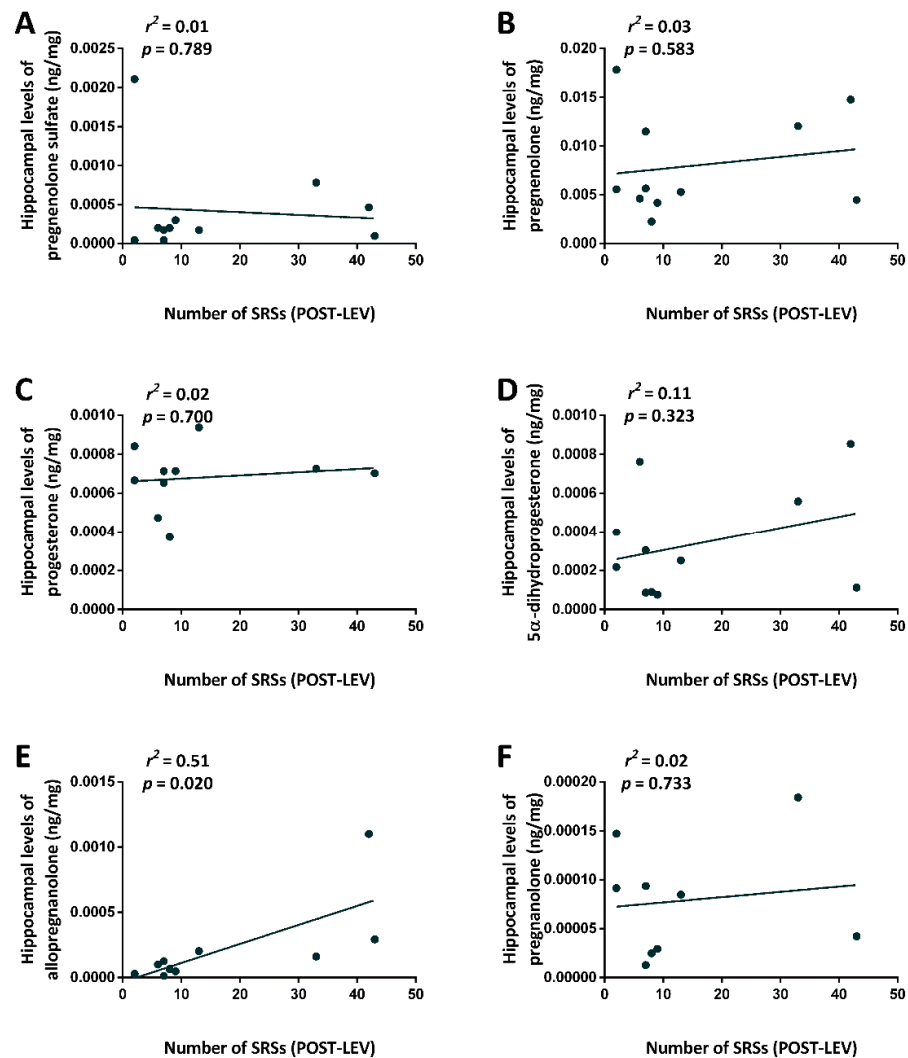 A
r² = 0.01
p = 0.789
Hippocampal levels of
pregnenolone sulfate (ng/mg)
0.0025
0.0020
0.0015
0.0010
0.0005
0.0000
0 10 20 30 40 50
Number of SRSs (POST-LEV)
B
r² = 0.03
p = 0.583
Hippocampal levels of
pregnenolone (ng/mg)
0.020
0.015
0.010
0.005
0.000
0 10 20 30 40 50
Number of SRSs (POST-LEV)
C
r² = 0.02
p = 0.700
Hippocampal levels of
progesterone (ng/mg)
0.0010
0.0008
0.0006
0.0004
0.0002
0.0000
0 10 20 30 40 50
Number of SRSs (POST-LEV)
D
r² = 0.11
p = 0.323
Hippocampal levels of
5α-dihydroprogesterone (ng/mg)
0.0010
0.0008
0.0006
0.0004
0.0002
0.0000
0 10 20 30 40 50
Number of SRSs (POST-LEV)
E
r² = 0.51
p = 0.020
Hippocampal levels of
allopregnanolone (ng/mg)
0.0015
0.0010
0.0005
0.0000
0 10 20 30 40 50
Number of SRSs (POST-LEV)
F
r² = 0.02
p = 0.733
Hippocampal levels of
pregnanolone (ng/mg)
0.00020
0.00015
0.00010
0.00005
0.00000
0 10 20 30 40 50
Number of SRSs (POST-LEV)